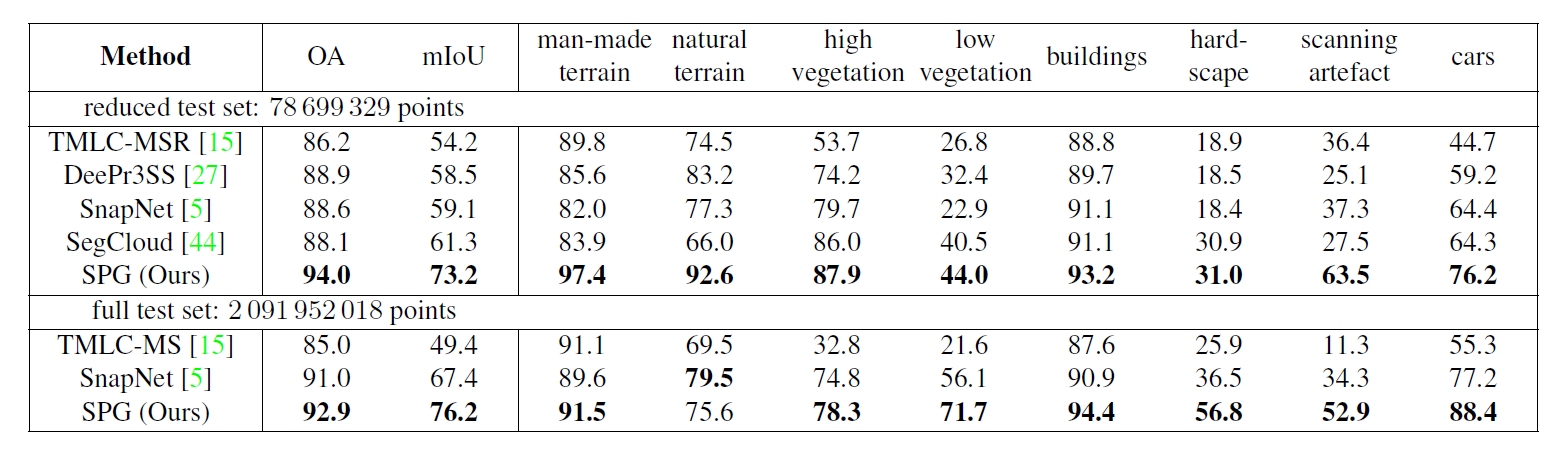 Method OA mIoU man-made terrain natural terrain high vegetation low vegetation buildings hard-scape scanning artefact cars
reduced test set: 78 699 329 points
TMLC-MSR [15] 86.2 54.2 89.8 74.5 53.7 26.8 88.8 18.9 36.4 44.7
DeePr3SS [27] 88.9 58.5 85.6 83.2 74.2 32.4 89.7 18.5 25.1 59.2
SnapNet [5] 88.6 59.1 82.0 77.3 79.7 22.9 91.1 18.4 37.3 64.4
SegCloud [44] 88.1 61.3 83.9 66.0 86.0 40.5 91.1 30.9 27.5 64.3
SPG (Ours) 94.0 73.2 97.4 92.6 87.9 44.0 93.2 31.0 63.5 76.2
full test set: 2 091 952 018 points
TMLC-MS [15] 85.0 49.4 91.1 69.5 32.8 21.6 87.6 25.9 11.3 55.3
SnapNet [5] 91.0 67.4 89.6 79.5 74.8 56.1 90.9 36.5 34.3 77.2
SPG (Ours) 92.9 76.2 91.5 75.6 78.3 71.7 94.4 56.8 52.9 88.4